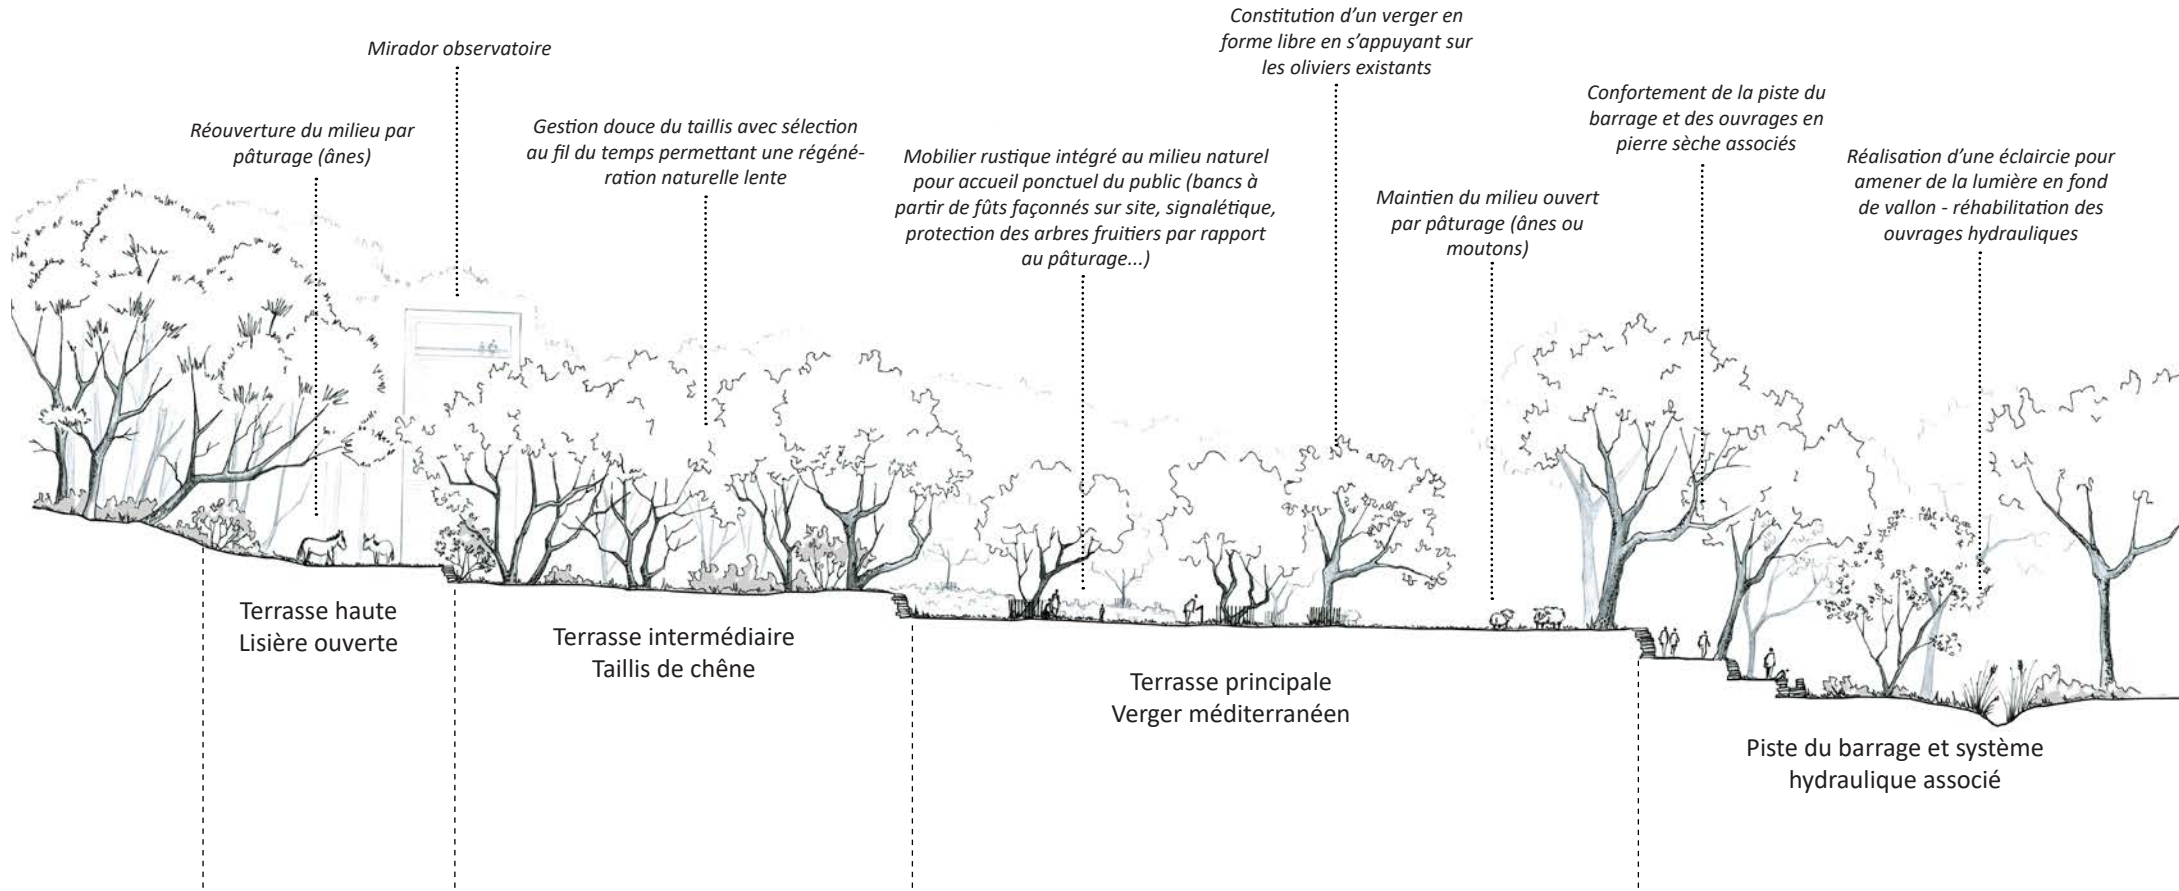 Mirador observatoire
Réouverture du milieu par
pâturage (ânes)
Gestion douce du taillis avec sélection
au fil du temps permettant une régéné-
ration naturelle lente
Mobilier rustique intégré au milieu naturel
pour accueil ponctuel du public (bancs à
partir de fûts façonnés sur site, signalétique,
protection des arbres fruitiers par rapport
au pâturage...)
Constitution d’un verger en
forme libre en s’appuyant sur
les oliviers existants
Maintien du milieu ouvert
par pâturage (ânes ou
moutons)
Confortement de la piste du
barrage et des ouvrages en
pierre sèche associés
Réalisation d’une éclaircie pour
amener de la lumière en fond
de vallon - réhabilitation des
ouvrages hydrauliques
Terrasse haute
Lisière ouverte
Terrasse intermédiaire
Taillis de chêne
Terrasse principale
Verger méditerranéen
Piste du barrage et système
hydraulique associé